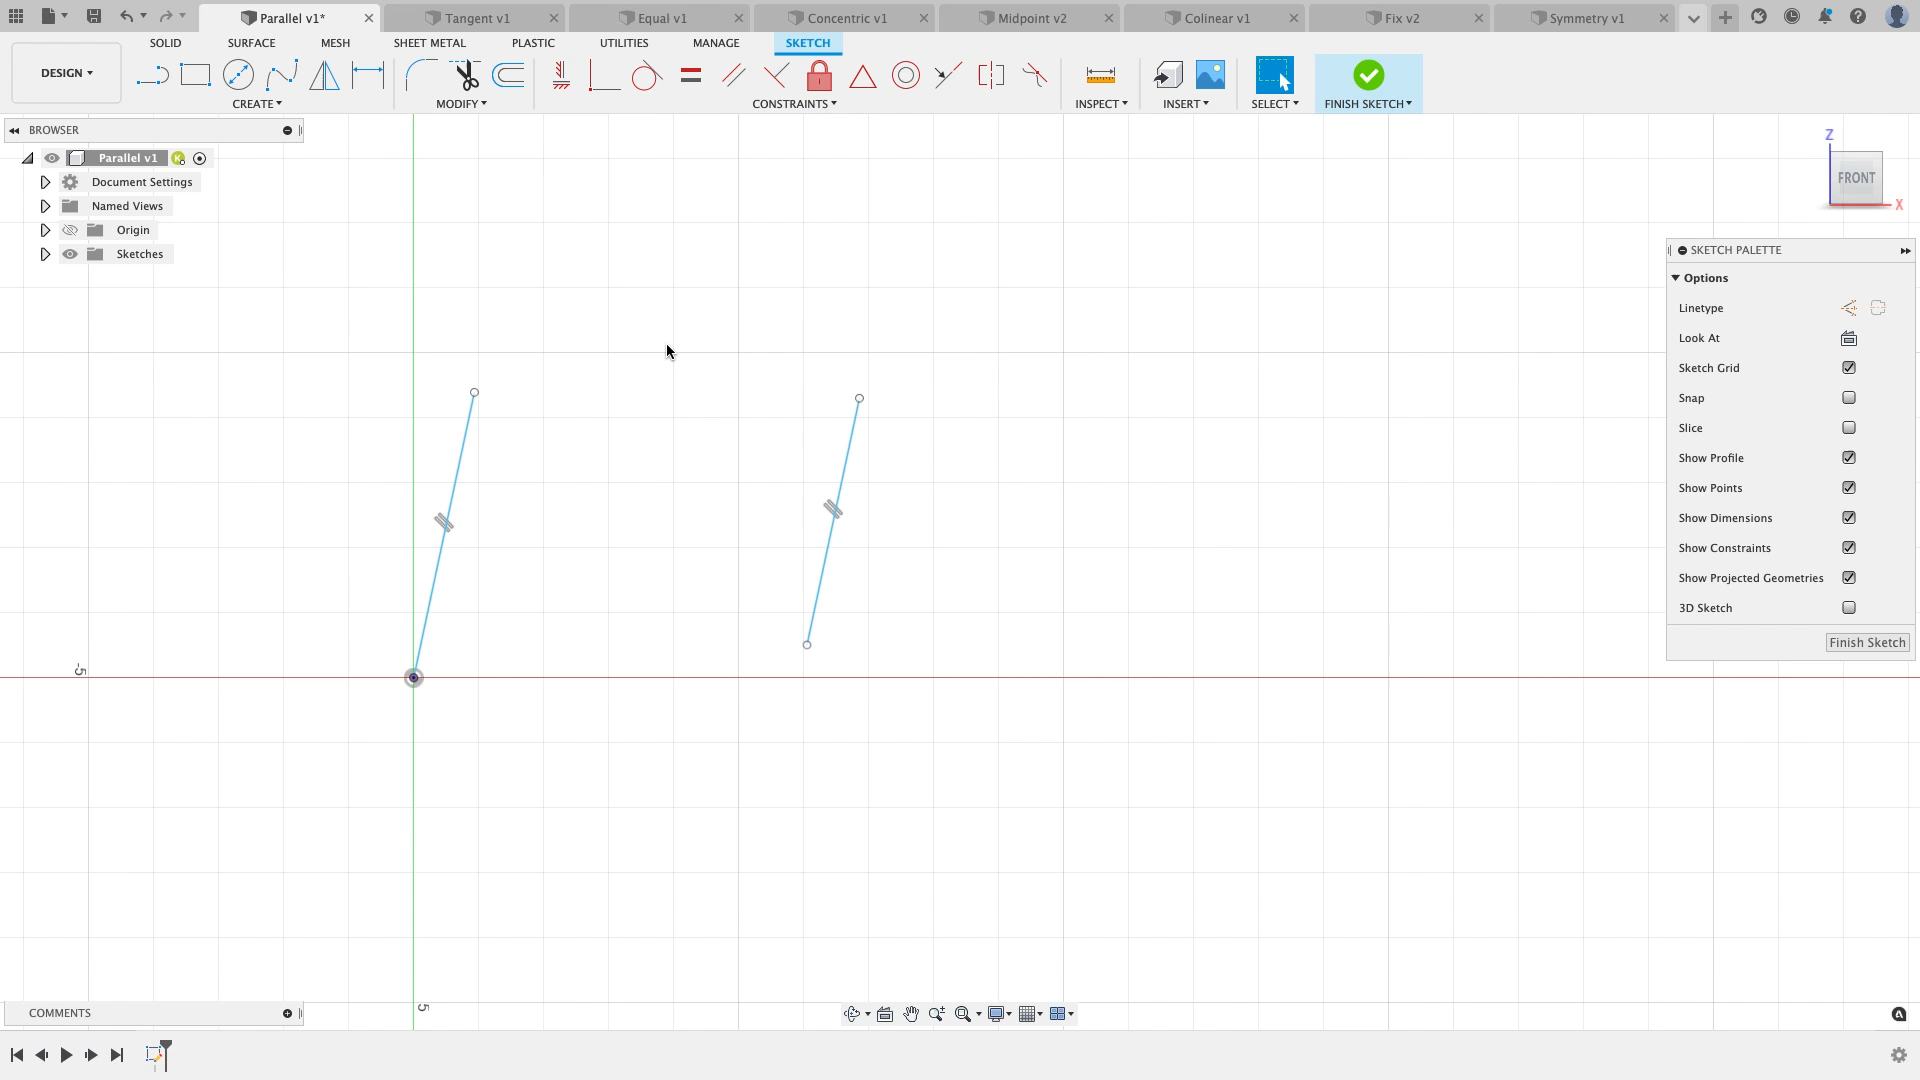 Parallel v1*
Tangent v1
Equal v1
Concentric v1
Midpoint v2
Colinear v1
Fix v2
Symmetry v1
SOLID
SURFACE
MESH
SHEET METAL
PLASTIC
UTILITIES
MANAGE
SKETCH
DESIGN
CREATE
MODIFY
CONSTRAINTS
INSPECT
INSERT
SELECT
FINISH SKETCH
BROWSER
Parallel v1
Document Settings
Named Views
Origin
Sketches
Z
FRONT
X
SKETCH PALETTE
Options
Linetype
Look At
Sketch Grid
Snap
Slice
Show Profile
Show Points
Show Dimensions
Show Constraints
Show Projected Geometries
3D Sketch
Finish Sketch
-5
5
COMMENTS